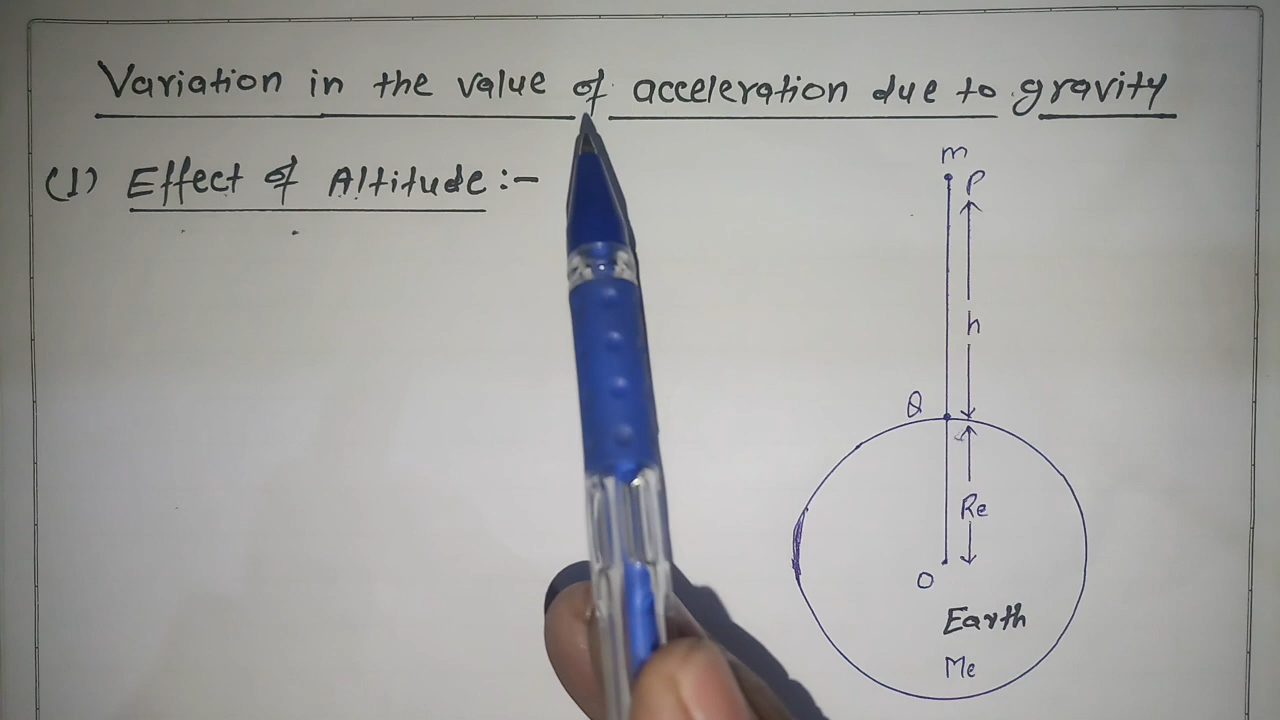 Variation in the value of acceleration due to gravity
(1) Effect of Altitude :-
m
P
h
Q
Re
O
Earth
Me